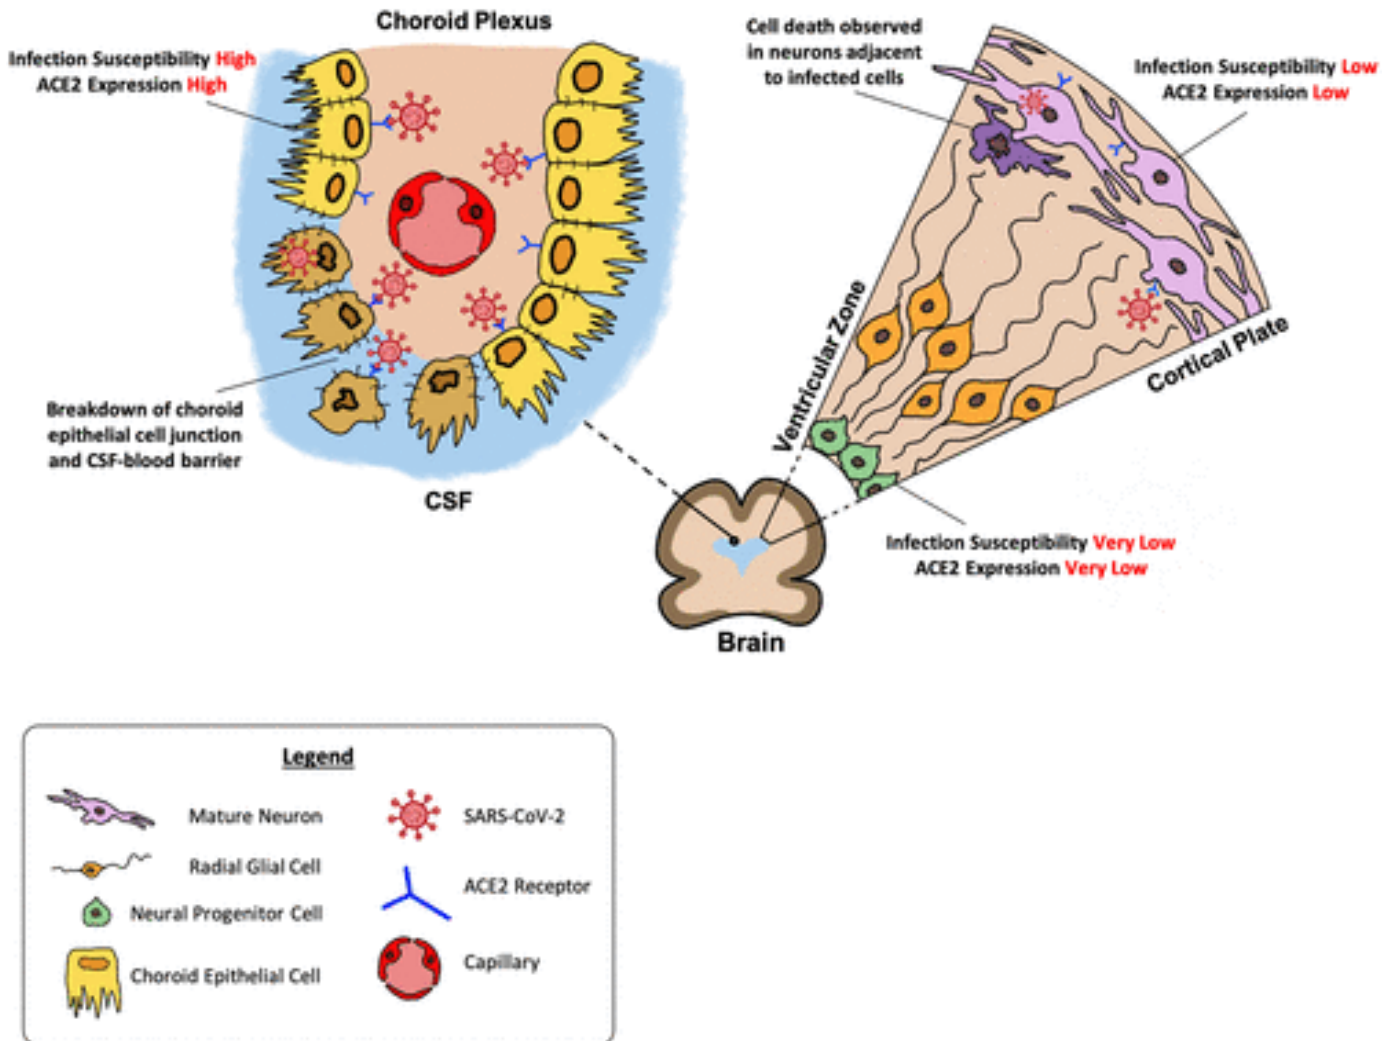 Choroid Plexus
Infection Susceptibility High
ACE2 Expression High
Cell death observed
in neurons adjacent
to infected cells
Infection Susceptibility Low
ACE2 Expression Low
Ventricular Zone
Cortical Plate
Breakdown of choroid
epithelial cell junction
and CSF-blood barrier
CSF
Infection Susceptibility Very Low
ACE2 Expression Very Low
Brain
Legend
Mature Neuron
SARS-CoV-2
Radial Glial Cell
ACE2 Receptor
Neural Progenitor Cell
Capillary
Choroid Epithelial Cell